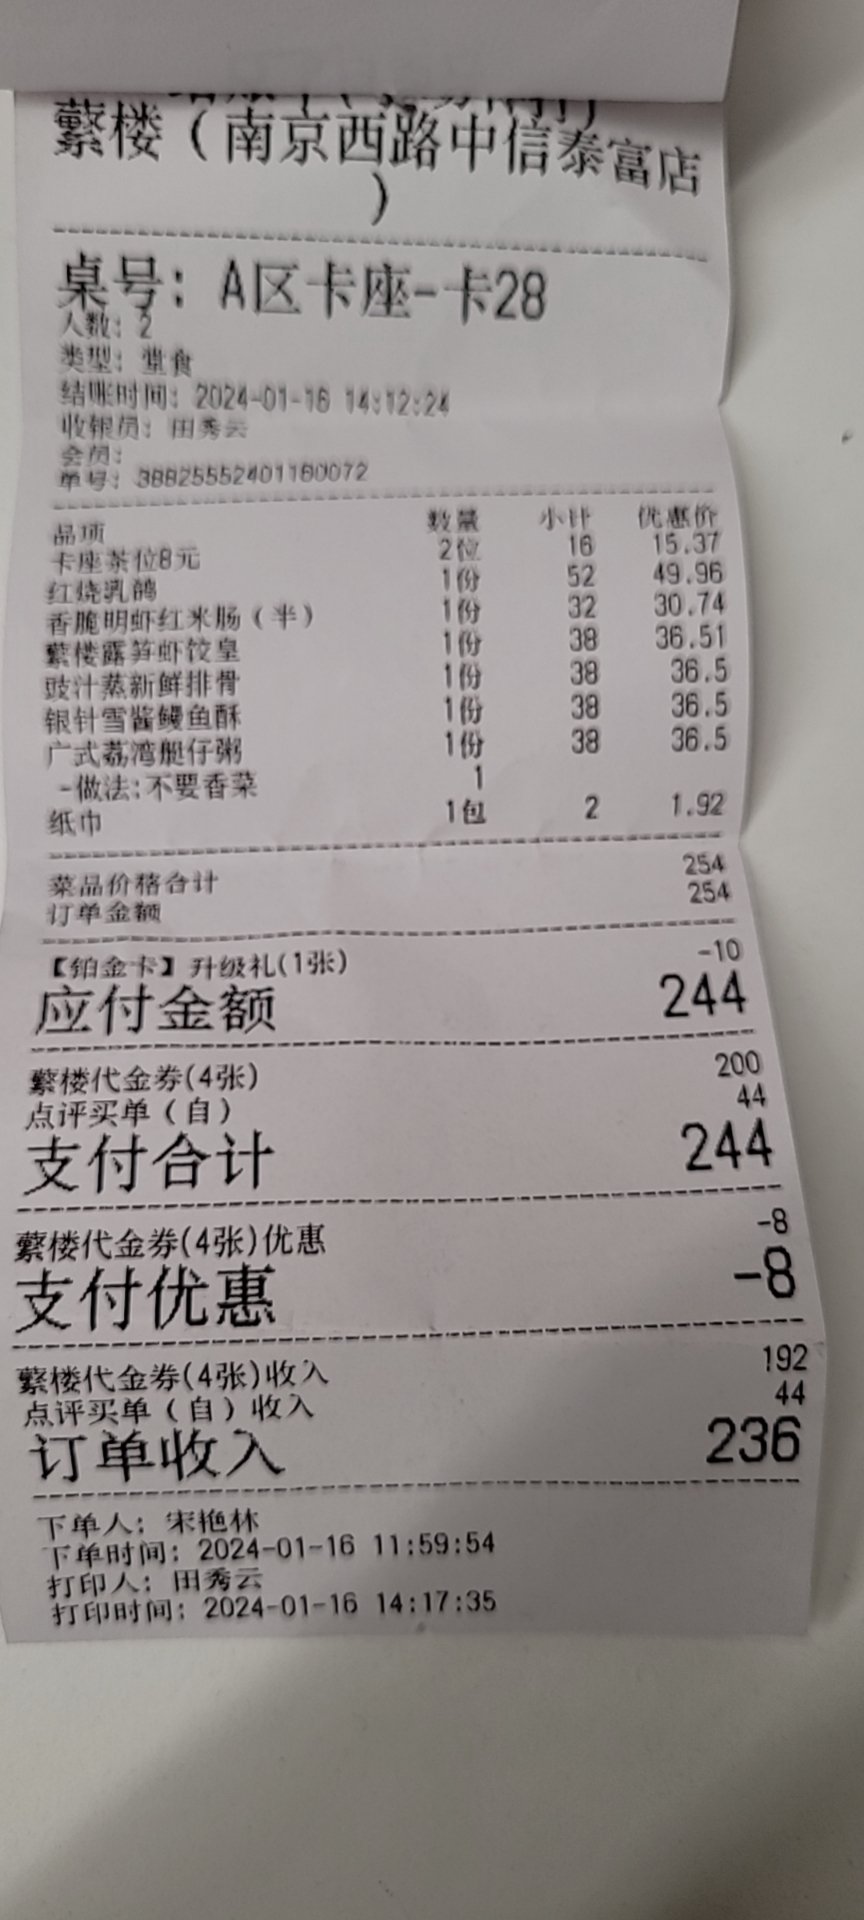 蘩楼（南京西路中信泰富店
）
桌号: A区卡座-卡28
人数: 2
类型: 堂食
结账时间: 2024-01-16 14:12:24
收银员: 田秀云
会员:
单号: 38825552401160072
品项 数量 小计 优惠价
卡座茶位8元 2位 16 15.37
红烧乳鸽 1份 52 49.96
香脆明虾红米肠（半） 1份 32 30.74
蘩楼露笋虾饺皇 1份 38 36.51
豉汁蒸新鲜排骨 1份 38 36.5
银针雪酱鳗鱼酥 1份 38 36.5
广式荔湾艇仔粥 1份 38 36.5
-做法:不要香菜 1
纸巾 1包 2 1.92
菜品价格合计 254
订单金额 254
【铂金卡】升级礼(1张) -10
应付金额 244
蘩楼代金券(4张) 200
点评买单（自） 44
支付合计 244
蘩楼代金券(4张)优惠 -8
支付优惠 -8
蘩楼代金券(4张)收入 192
点评买单（自）收入 44
订单收入 236
下单人: 宋艳林
下单时间: 2024-01-16 11:59:54
打印人: 田秀云
打印时间: 2024-01-16 14:17:35